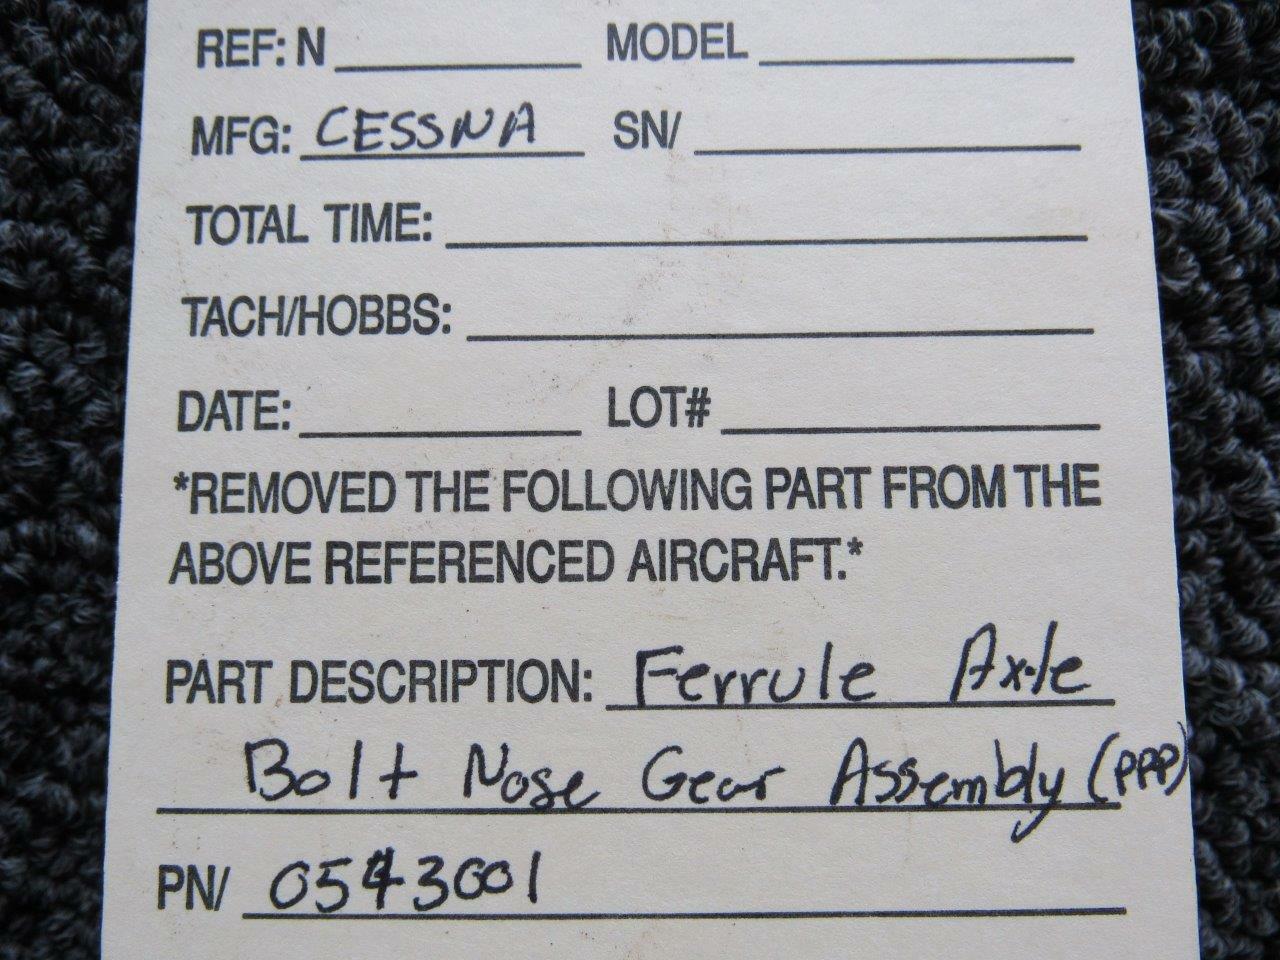 REF: N MODEL
MFG: CESSNA SN/
TOTAL TIME:
TACH/HOBBS:
DATE: LOT#
*REMOVED THE FOLLOWING PART FROM THE
ABOVE REFERENCED AIRCRAFT.*
PART DESCRIPTION: Ferrule Axle
Bolt Nose Gear Assembly (PPP)
PN/ 0543001